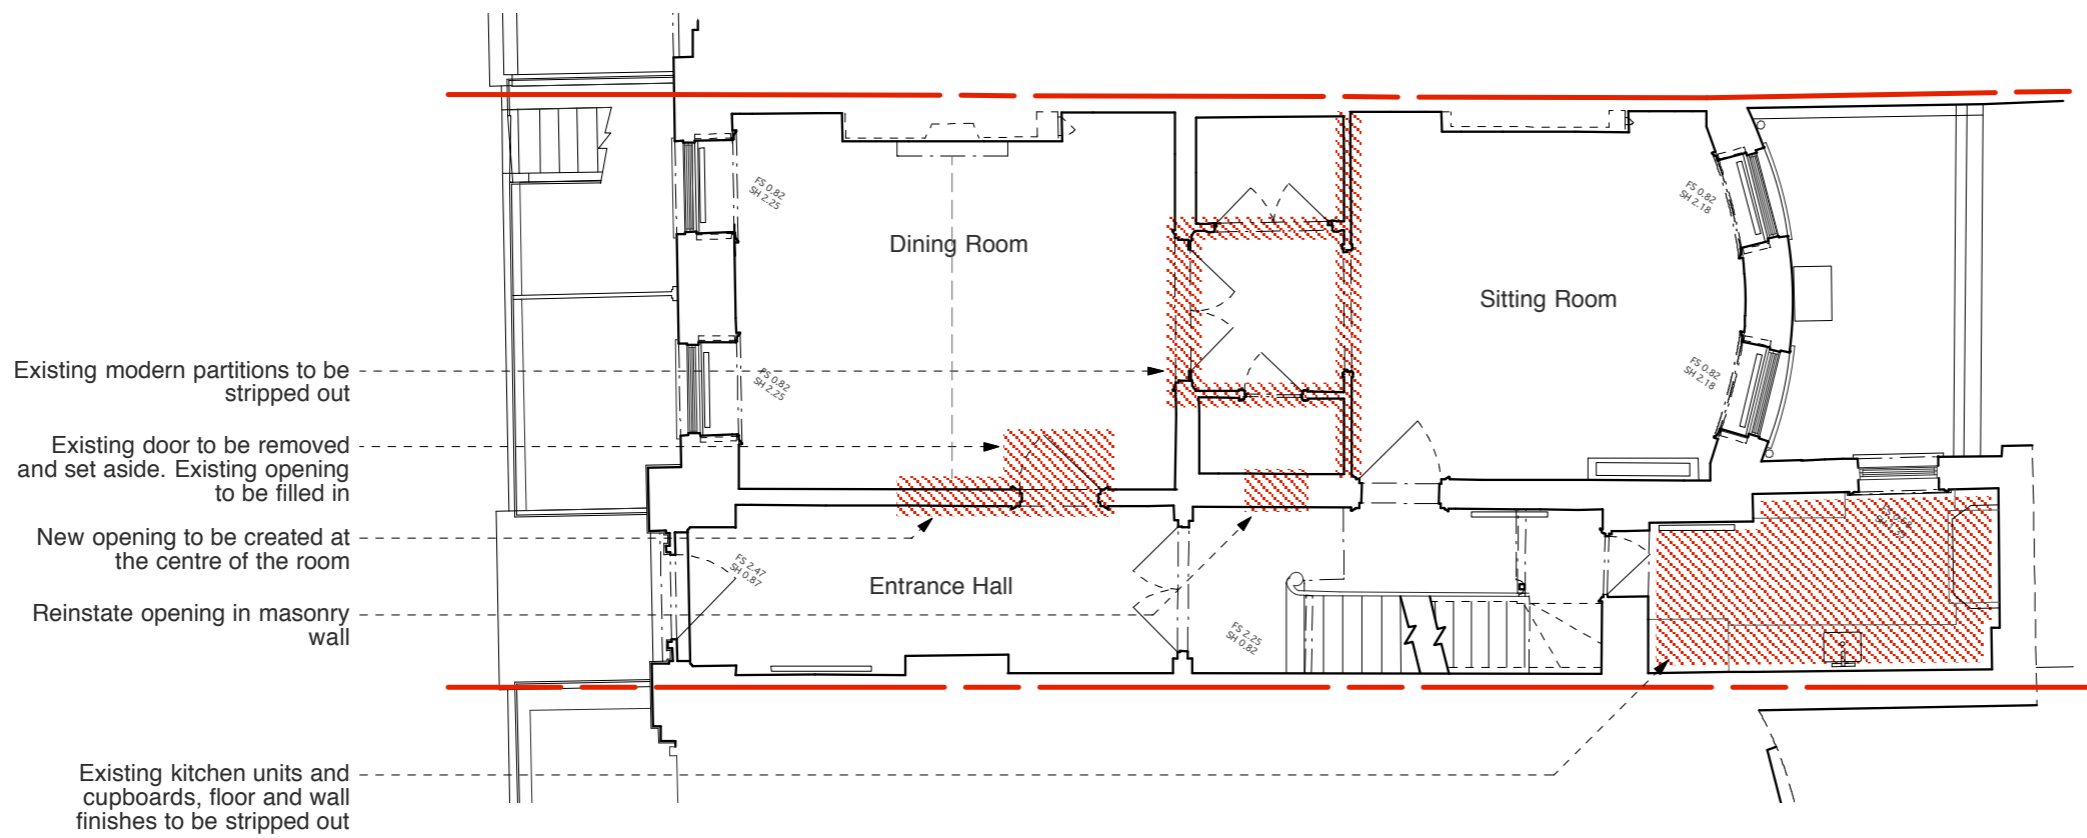 FS 0.82
SH 2.25
FS 0.82
SH 2.18
Dining Room
Sitting Room
Existing modern partitions to be
stripped out
FS 0.82
SH 2.25
FS 0.82
SH 2.18
Existing door to be removed
and set aside. Existing opening
to be filled in
New opening to be created at
the centre of the room
FS 2.47
SH 0.87
Entrance Hall
Reinstate opening in masonry
wall
FS 2.25
SH 0.82
Existing kitchen units and
cupboards, floor and wall
finishes to be stripped out